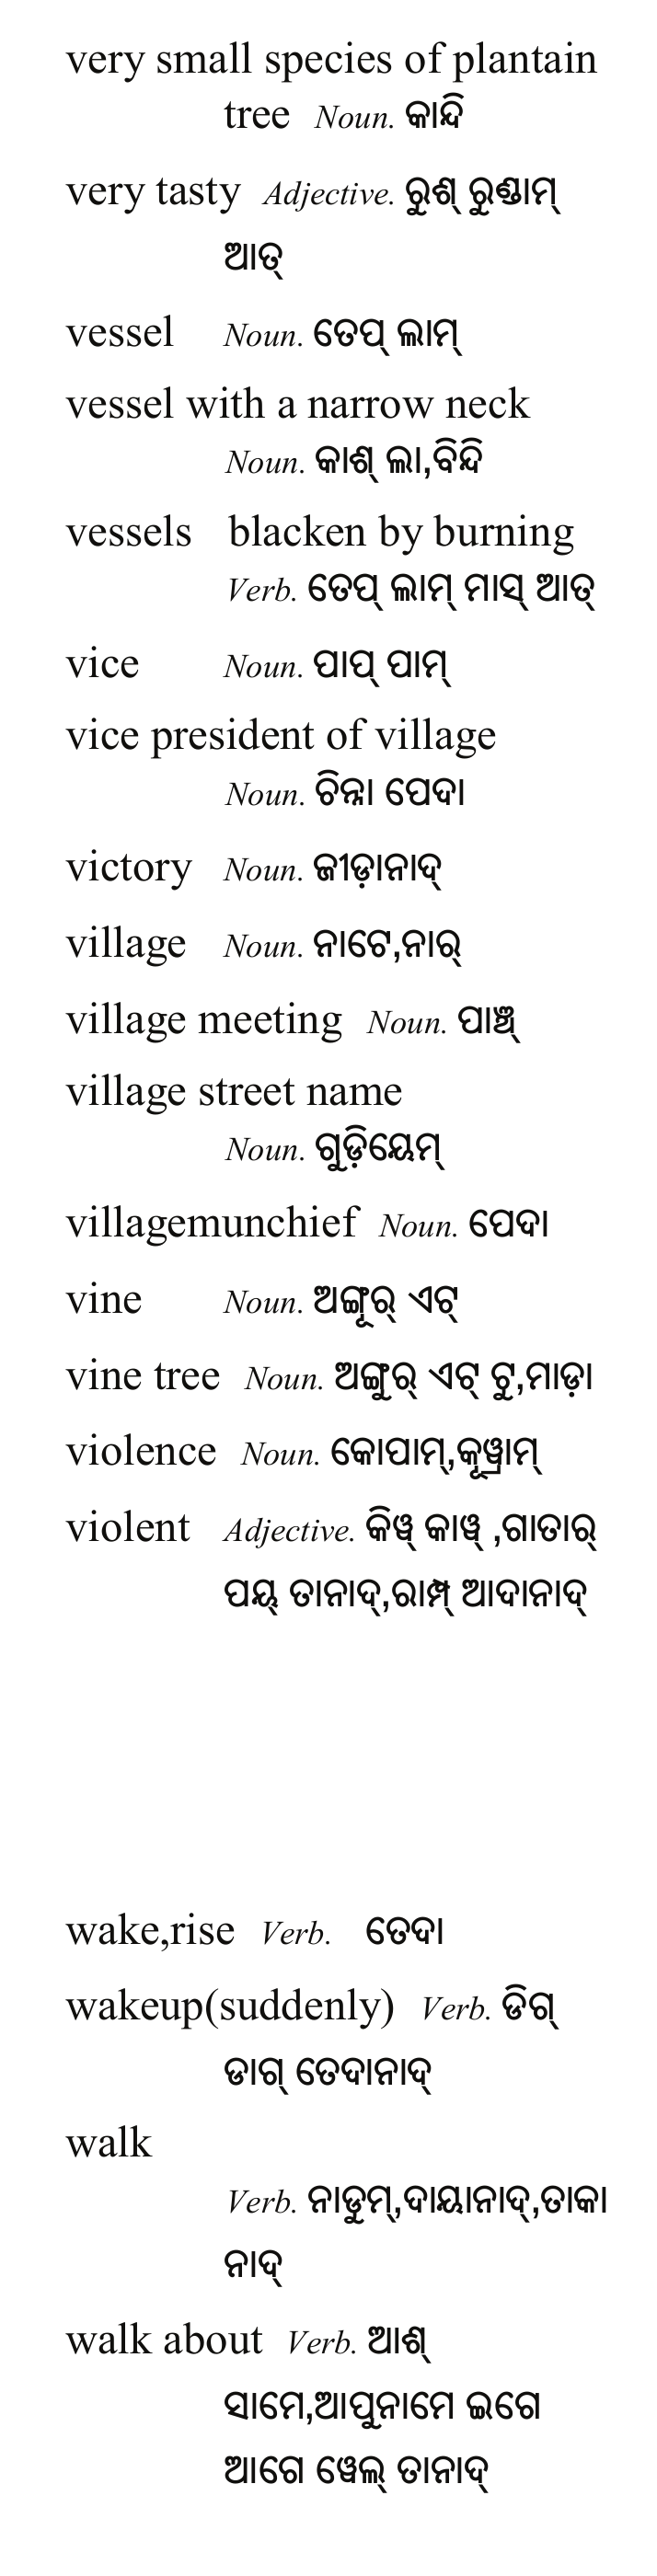 very small species of plantain
tree Noun. କାନ୍ଦି
very tasty Adjective. ରୁଶ୍ ରୁଣ୍ଡାମ୍
ଆତ୍
vessel Noun. ତେପ୍ ଲାମ୍
vessel with a narrow neck
Noun. କାଶ୍ ଲା,ବିନ୍ଦି
vessels blacken by burning
Verb. ତେପ୍ ଲାମ୍ ମାସ୍ ଆତ୍
vice Noun. ପାପ୍ ପାମ୍
vice president of village
Noun. ଚିନ୍ନା ପେଦା
victory Noun. ଜୀଡ଼ାନାଦ୍
village Noun. ନାଟେ,ନାର୍
village meeting Noun. ପାଞ୍ଚ୍
village street name
Noun. ଗୁଡ଼ିୟେମ୍
villagemunchief Noun. ପେଦା
vine Noun. ଅଙ୍ଗୂର୍ ଏଟ୍
vine tree Noun. ଅଙ୍ଗୁର୍ ଏଟ୍ ଟୁ,ମାଡ଼ା
violence Noun. କୋପାମ୍,କୂୱ୍ରାମ୍
violent Adjective. କିୱ୍ କାୱ୍ ,ଗାତାର୍
ପୟ୍ ତାନାଦ୍,ରାମ୍ପ୍ ଆଦାନାଦ୍
wake,rise Verb. ତେଦା
wakeup(suddenly) Verb. ଡିଗ୍
ଡାଗ୍ ତେଦାନାଦ୍
walk
Verb. ନାଡୁମ୍,ଦାୟାନାଦ୍,ତାକା
ନାଦ୍
walk about Verb. ଆଶ୍
ସାମେ,ଆପୁନାମେ ଇଗେ
ଆଗେ ୱେଲ୍ ତାନାଦ୍